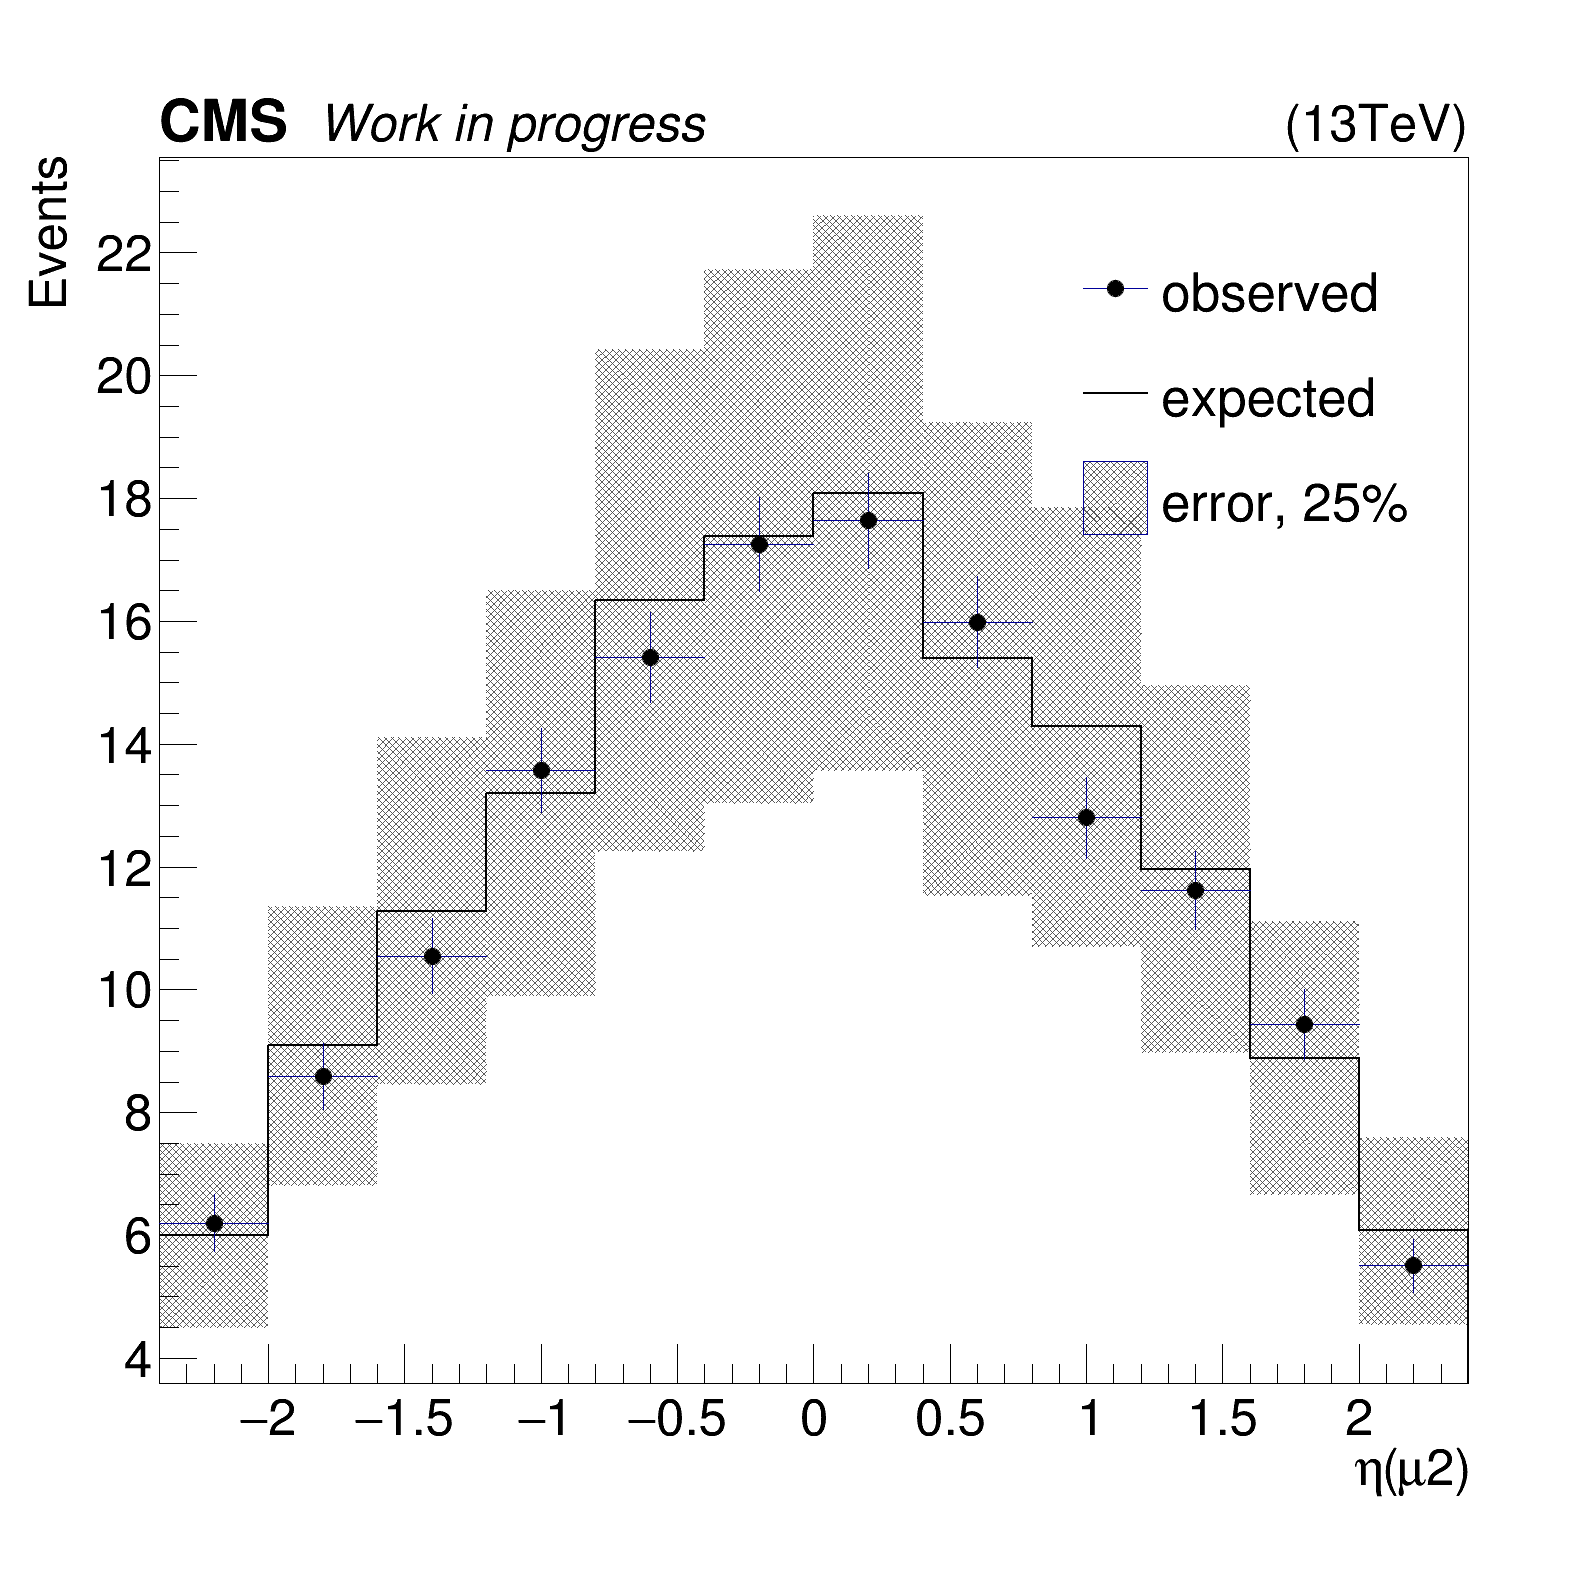 CMS Work in progress (13TeV)
Events
22
20
18
16
14
12
10
8
6
4
observed
expected
error, 25%
−2 −1.5 −1 −0.5 0 0.5 1 1.5 2
η(μ2)